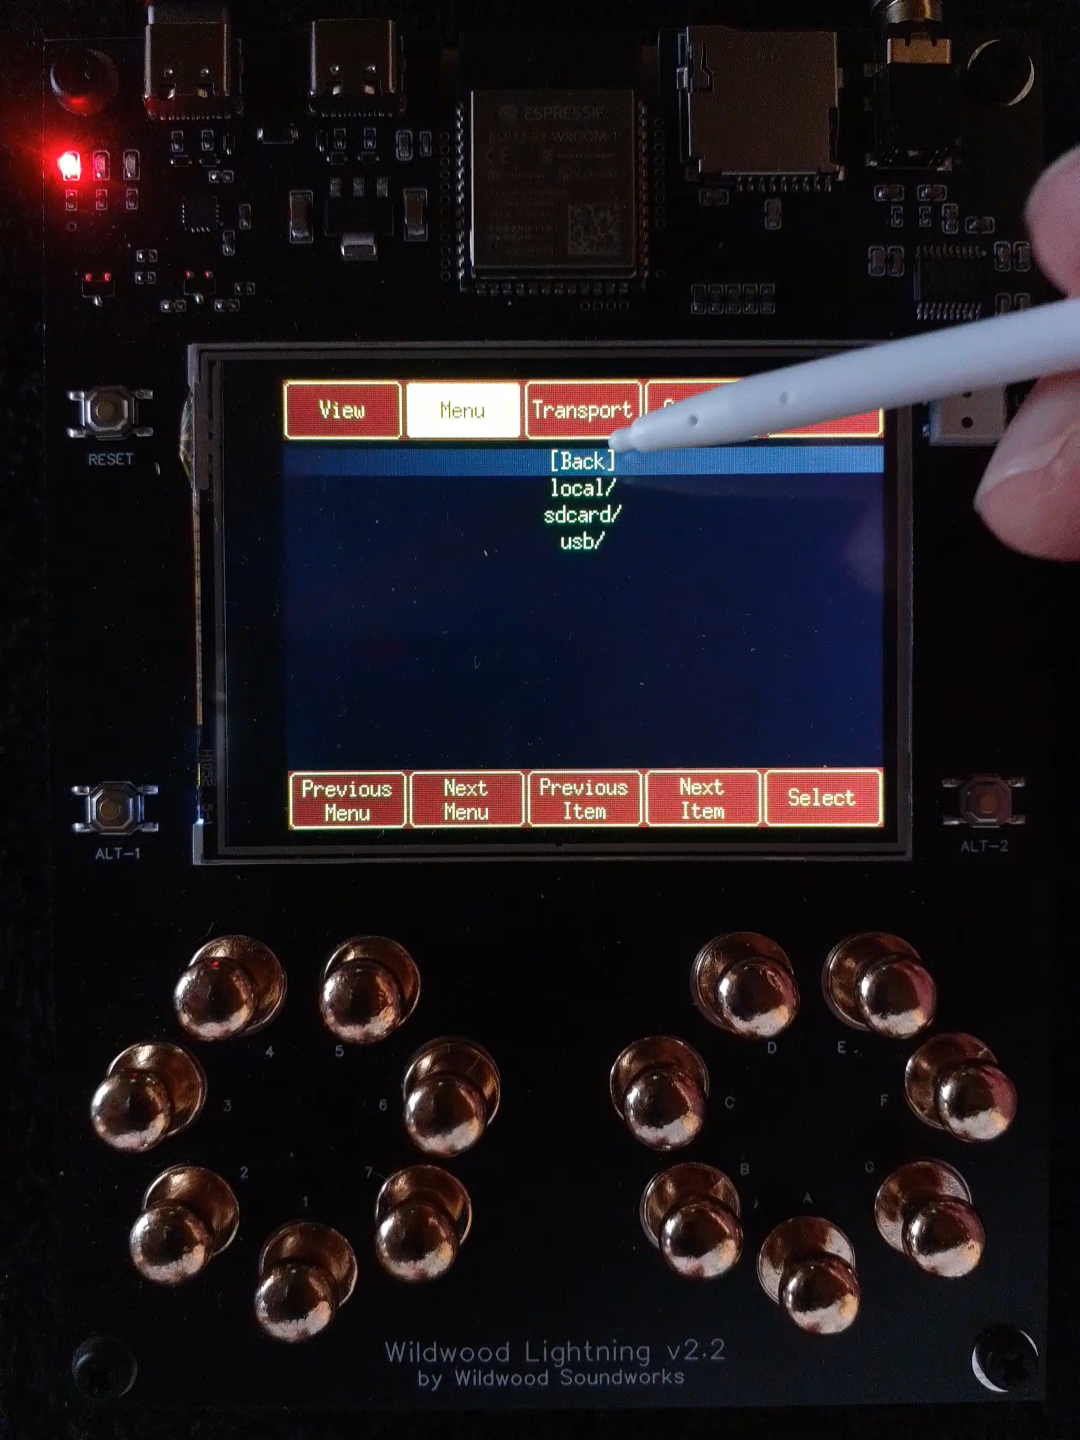 ESPRESSIF
RESET
View
Menu
Transport
[Back]
local/
sdcard/
usb/
Previous
Menu
Next
Menu
Previous
Item
Next
Item
Select
ALT-1
ALT-2
4
5
3
6
2
7
1
D
E
C
F
B
G
A
Wildwood Lightning v2.2
by Wildwood Soundworks